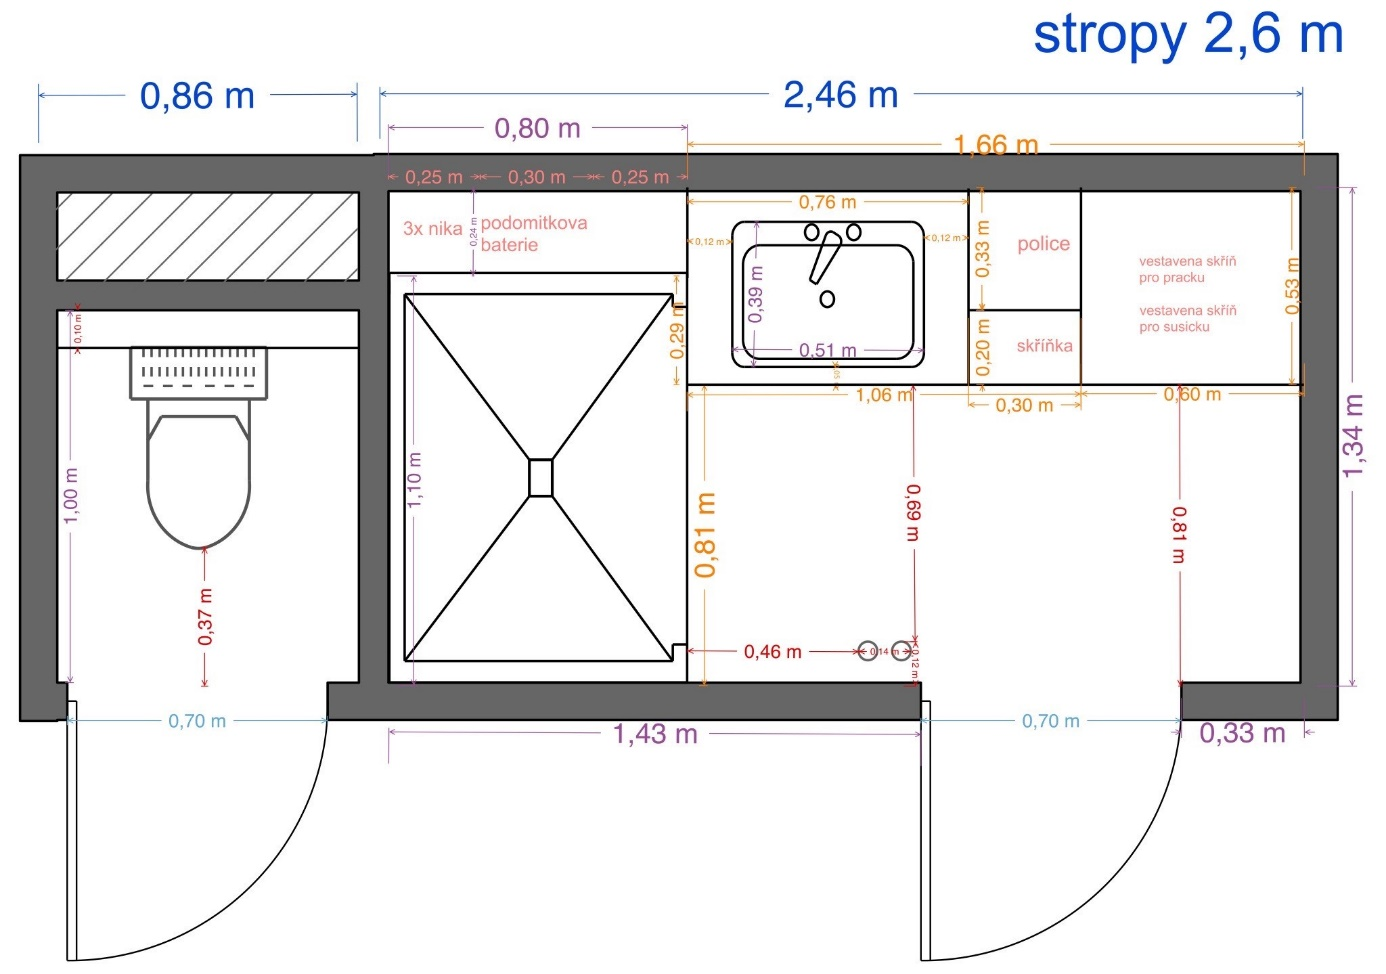 stropy 2,6 m
0,86 m
2,46 m
0,80 m
1,66 m
0,25 m
0,30 m
0,25 m
0,76 m
3x nika
0,24 m
podomitkova
baterie
0,12 m
0,12 m
0,33 m
police
vestavena skříň
pro pracku
vestavena skříň
pro susicku
0,53 m
0,39 m
0,10 m
0,29 m
0,51 m
0,20 m
skříňka
1,06 m
0,30 m
0,60 m
1,34 m
1,00 m
1,10 m
0,81 m
0,69 m
0,81 m
0,37 m
0,46 m
0,14 m
0,12 m
0,70 m
1,43 m
0,70 m
0,33 m